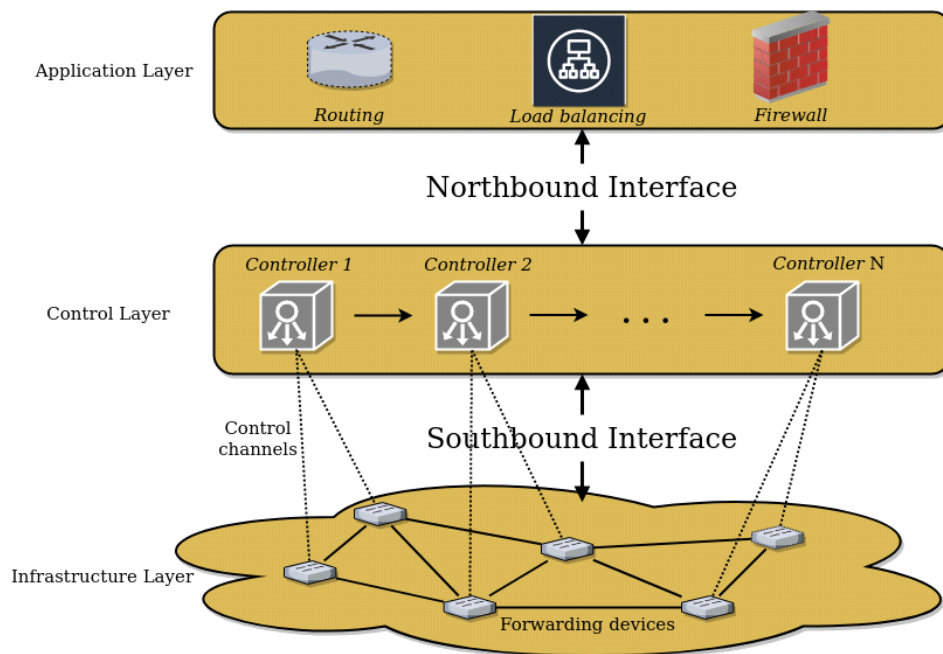 Application Layer
Routing
Load balancing
Firewall
Northbound Interface
Controller 1
Controller 2
Controller N
Control Layer
. . .
Control
channels
Southbound Interface
Infrastructure Layer
Forwarding devices